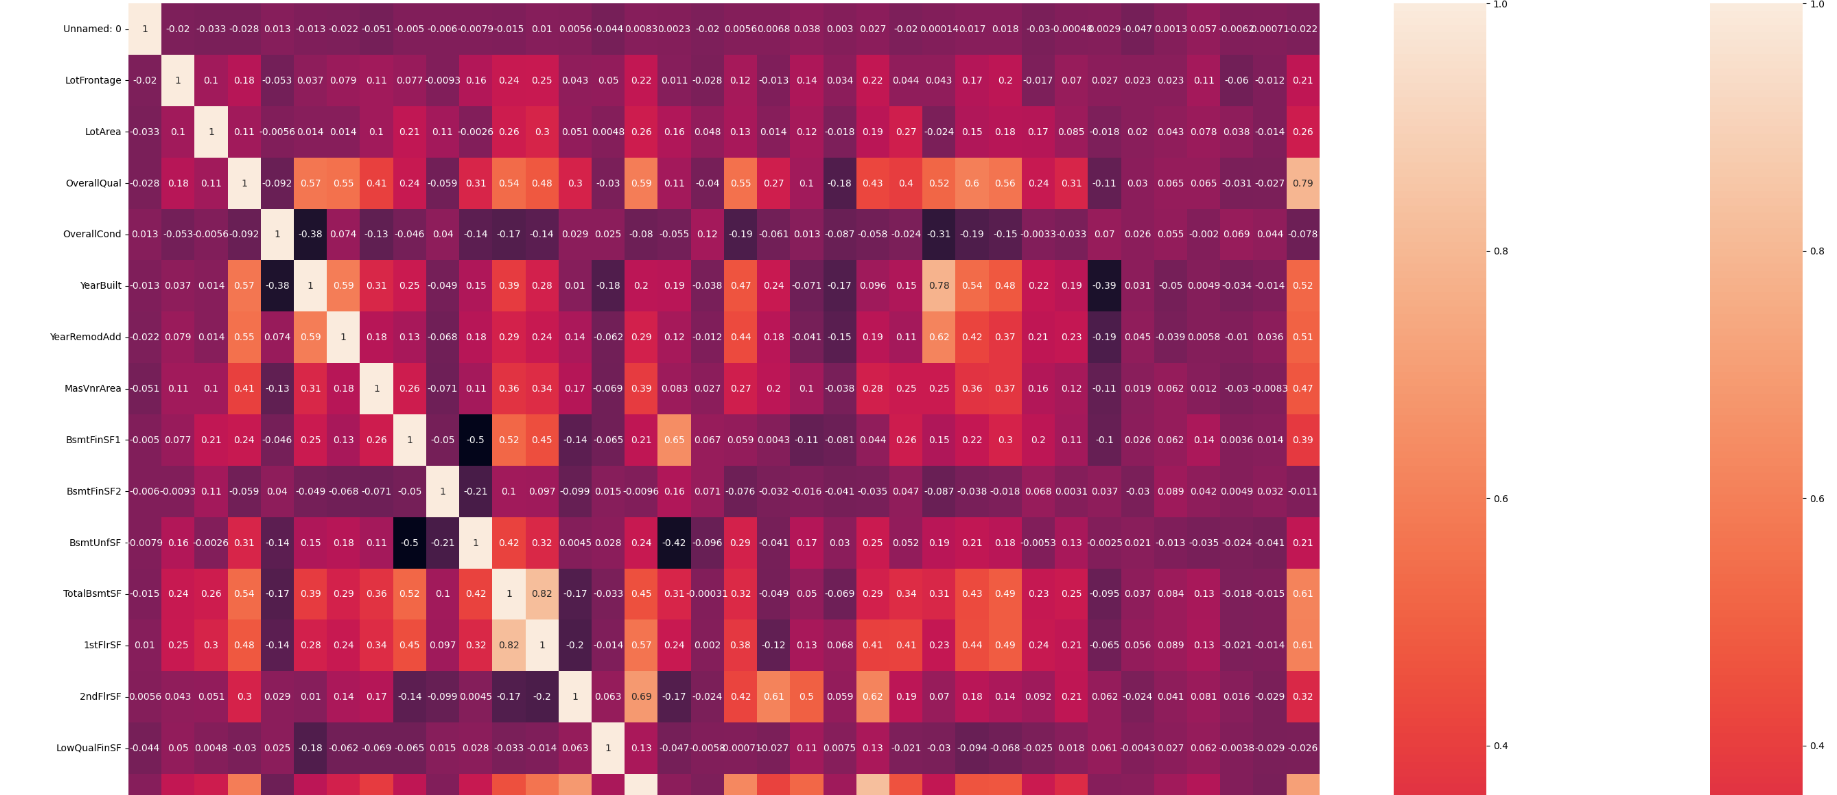 Unnamed: 0 1 -0.02 -0.033 -0.028 0.013 -0.013 -0.022 -0.051 -0.005 -0.006 -0.0079 -0.015 0.01 0.0056 -0.044 0.0083 0.0023 -0.02 0.0056 0.0068 0.038 0.003 0.027 -0.02 0.00014 0.017 0.018 -0.03 -0.00048 0.0029 -0.047 0.0013 0.057 -0.0062 0.00071 -0.022 1.0 1.0
LotFrontage -0.02 1 0.1 0.18 -0.053 0.037 0.079 0.11 0.077 -0.0093 0.16 0.24 0.25 0.043 0.05 0.22 0.011 -0.028 0.12 -0.013 0.14 0.034 0.22 0.044 0.043 0.17 0.2 -0.017 0.07 0.027 0.023 0.023 0.11 -0.06 -0.012 0.21
LotArea -0.033 0.1 1 0.11 -0.0056 0.014 0.014 0.1 0.21 0.11 -0.0026 0.26 0.3 0.051 0.0048 0.26 0.16 0.048 0.13 0.014 0.12 -0.018 0.19 0.27 -0.024 0.15 0.18 0.17 0.085 -0.018 0.02 0.043 0.078 0.038 -0.014 0.26
OverallQual -0.028 0.18 0.11 1 -0.092 0.57 0.55 0.41 0.24 -0.059 0.31 0.54 0.48 0.3 -0.03 0.59 0.11 -0.04 0.55 0.27 0.1 -0.18 0.43 0.4 0.52 0.6 0.56 0.24 0.31 -0.11 0.03 0.065 0.065 -0.031 -0.027 0.79
OverallCond 0.013 -0.053 -0.0056 -0.092 1 -0.38 0.074 -0.13 -0.046 0.04 -0.14 -0.17 -0.14 0.029 0.025 -0.08 -0.055 0.12 -0.19 -0.061 0.013 -0.087 -0.058 -0.024 -0.31 -0.19 -0.15 -0.0033 -0.033 0.07 0.026 0.055 -0.002 0.069 0.044 -0.078 0.8 0.8
YearBuilt -0.013 0.037 0.014 0.57 -0.38 1 0.59 0.31 0.25 -0.049 0.15 0.39 0.28 0.01 -0.18 0.2 0.19 -0.038 0.47 0.24 -0.071 -0.17 0.096 0.15 0.78 0.54 0.48 0.22 0.19 -0.39 0.031 -0.05 0.0049 -0.034 -0.014 0.52
YearRemodAdd -0.022 0.079 0.014 0.55 0.074 0.59 1 0.18 0.13 -0.068 0.18 0.29 0.24 0.14 -0.062 0.29 0.12 -0.012 0.44 0.18 -0.041 -0.15 0.19 0.11 0.62 0.42 0.37 0.21 0.23 -0.19 0.045 -0.039 0.0058 -0.01 0.036 0.51
MasVnrArea -0.051 0.11 0.1 0.41 -0.13 0.31 0.18 1 0.26 -0.071 0.11 0.36 0.34 0.17 -0.069 0.39 0.083 0.027 0.27 0.2 0.1 -0.038 0.28 0.25 0.25 0.36 0.37 0.16 0.12 -0.11 0.019 0.062 0.012 -0.03 -0.0083 0.47
BsmtFinSF1 -0.005 0.077 0.21 0.24 -0.046 0.25 0.13 0.26 1 -0.05 -0.5 0.52 0.45 -0.14 -0.065 0.21 0.65 0.067 0.059 0.0043 -0.11 -0.081 0.044 0.26 0.15 0.22 0.3 0.2 0.11 -0.1 0.026 0.062 0.14 0.0036 0.014 0.39
BsmtFinSF2 -0.006 -0.0093 0.11 -0.059 0.04 -0.049 -0.068 -0.071 -0.05 1 -0.21 0.1 0.097 -0.099 0.015 -0.0096 0.16 0.071 -0.076 -0.032 -0.016 -0.041 -0.035 0.047 -0.087 -0.038 -0.018 0.068 0.0031 0.037 -0.03 0.089 0.042 0.0049 0.032 -0.011 0.6 0.6
BsmtUnfSF -0.0079 0.16 -0.0026 0.31 -0.14 0.15 0.18 0.11 -0.5 -0.21 1 0.42 0.32 0.0045 0.028 0.24 -0.42 -0.096 0.29 -0.041 0.17 0.03 0.25 0.052 0.19 0.21 0.18 -0.0053 0.13 -0.0025 0.021 -0.013 -0.035 -0.024 -0.041 0.21
TotalBsmtSF -0.015 0.24 0.26 0.54 -0.17 0.39 0.29 0.36 0.52 0.1 0.42 1 0.82 -0.17 -0.033 0.45 0.31 -0.00031 0.32 -0.049 0.05 -0.069 0.29 0.34 0.31 0.43 0.49 0.23 0.25 -0.095 0.037 0.084 0.13 -0.018 -0.015 0.61
1stFlrSF 0.01 0.25 0.3 0.48 -0.14 0.28 0.24 0.34 0.45 0.097 0.32 0.82 1 -0.2 -0.014 0.57 0.24 0.002 0.38 -0.12 0.13 0.068 0.41 0.41 0.23 0.44 0.49 0.24 0.21 -0.065 0.056 0.089 0.13 -0.021 -0.014 0.61
2ndFlrSF 0.0056 0.043 0.051 0.3 0.029 0.01 0.14 0.17 -0.14 -0.099 0.0045 -0.17 -0.2 1 0.063 0.69 -0.17 -0.024 0.42 0.61 0.5 0.059 0.62 0.19 0.07 0.18 0.14 0.092 0.21 0.062 -0.024 0.041 0.081 0.016 -0.029 0.32
LowQualFinSF -0.044 0.05 0.0048 -0.03 0.025 -0.18 -0.062 -0.069 -0.065 0.015 0.028 -0.033 -0.014 0.063 1 0.13 -0.047 -0.0058 0.00071 -0.027 0.11 0.0075 0.13 -0.021 -0.03 -0.094 -0.068 -0.025 0.018 0.061 -0.0043 0.027 0.062 -0.0038 -0.029 -0.026 0.4 0.4